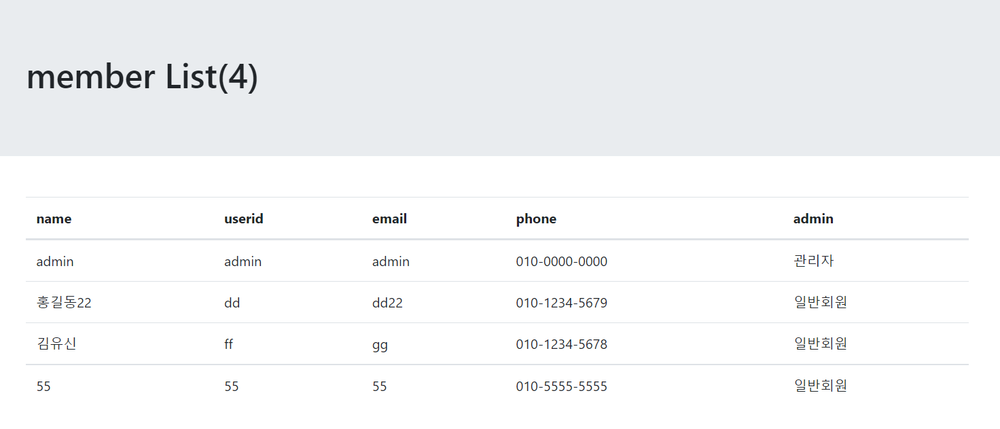 member List(4)
name userid email phone admin
admin admin admin 010-0000-0000 관리자
홍길동22 dd dd22 010-1234-5679 일반회원
김유신 ff gg 010-1234-5678 일반회원
55 55 55 010-5555-5555 일반회원